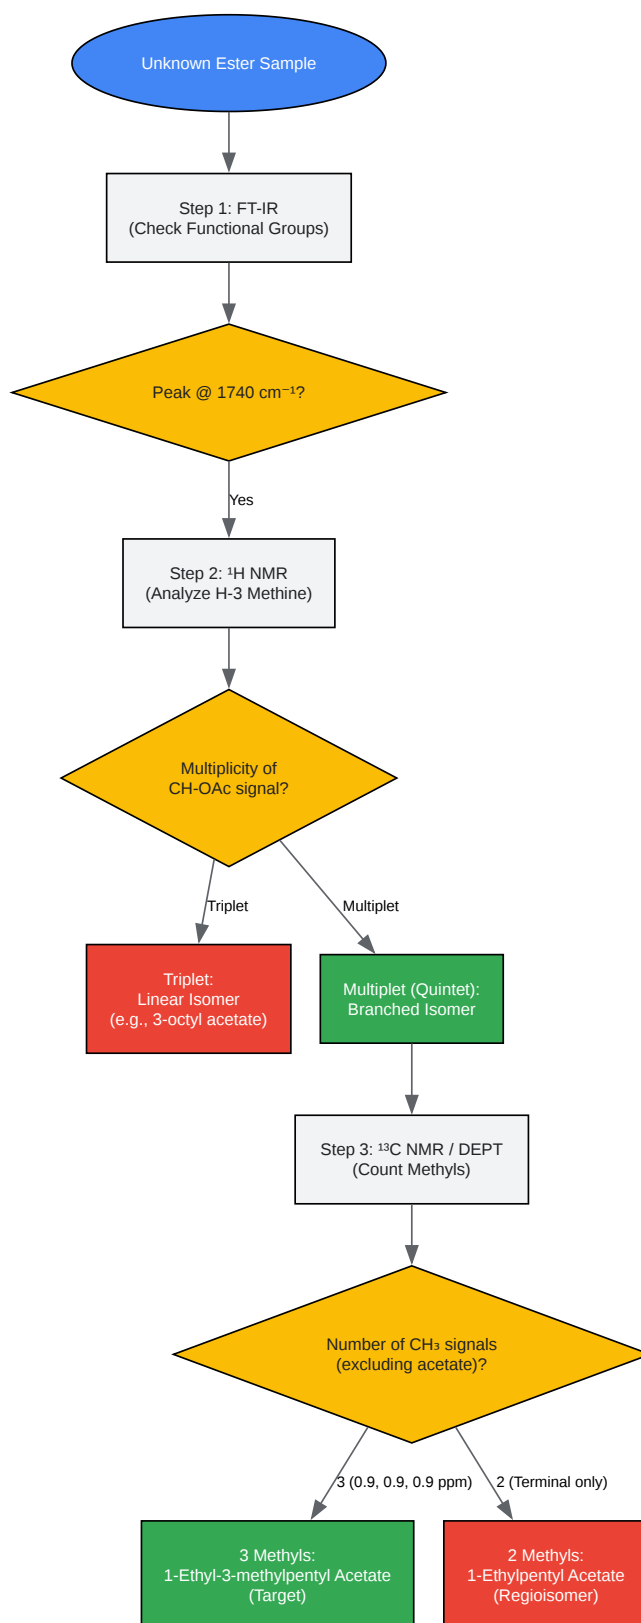 Unknown Ester Sample
Step 1: FT-IR
(Check Functional Groups)
Peak @ 1740 cm⁻¹?
Yes
Step 2: ¹H NMR
(Analyze H-3 Methine)
Multiplicity of
CH-OAc signal?
Triplet
Multiplet
Triplet:
Linear Isomer
(e.g., 3-octyl acetate)
Multiplet (Quintet):
Branched Isomer
Step 3: ¹³C NMR / DEPT
(Count Methyls)
Number of CH₃ signals
(excluding acetate)?
3 (0.9, 0.9, 0.9 ppm)
2 (Terminal only)
3 Methyls:
1-Ethyl-3-methylpentyl Acetate
(Target)
2 Methyls:
1-Ethylpentyl Acetate
(Regioisomer)